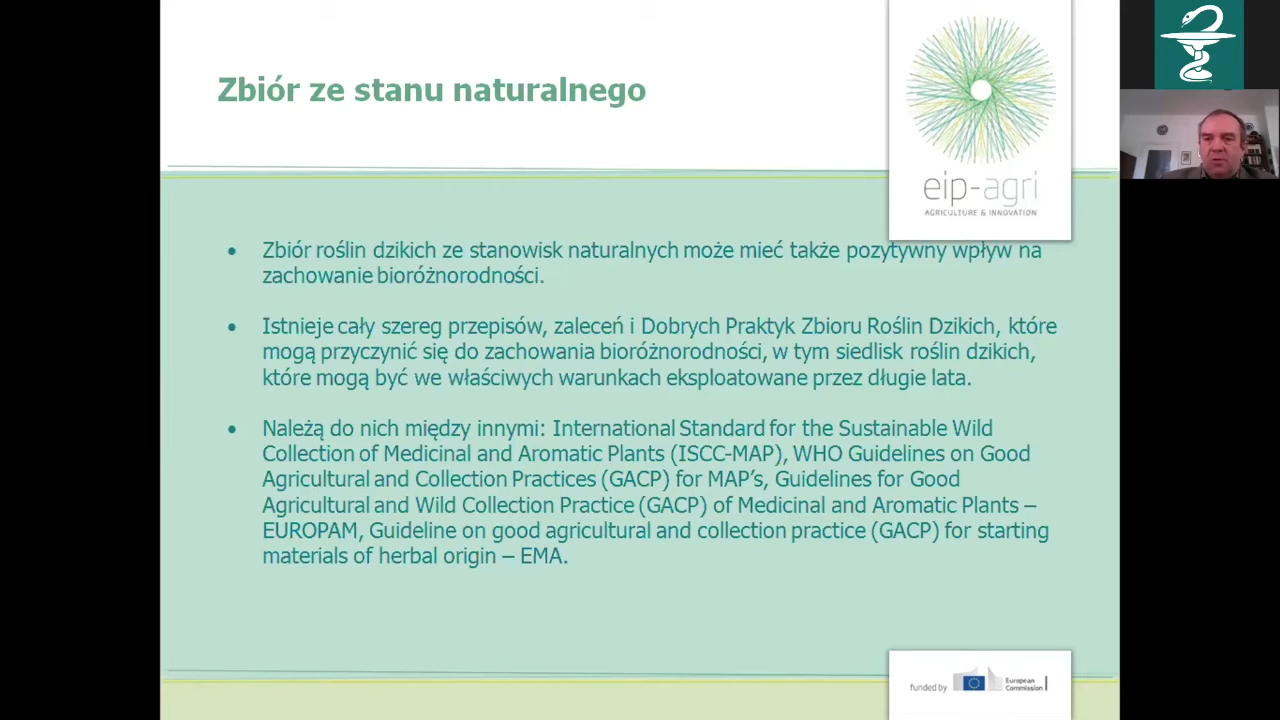 Zbiór ze stanu naturalnego
eip-agri
AGRICULTURE & INNOVATION
• Zbiór roślin dzikich ze stanowisk naturalnych może mieć także pozytywny wpływ na
zachowanie bioróżnorodności.
• Istnieje cały szereg przepisów, zaleceń i Dobrych Praktyk Zbioru Roślin Dzikich, które
mogą przyczynić się do zachowania bioróżnorodności, w tym siedlisk roślin dzikich,
które mogą być we właściwych warunkach eksploatowane przez długie lata.
• Należą do nich między innymi: International Standard for the Sustainable Wild
Collection of Medicinal and Aromatic Plants (ISCC-MAP), WHO Guidelines on Good
Agricultural and Collection Practices (GACP) for MAP's, Guidelines for Good
Agricultural and Wild Collection Practice (GACP) of Medicinal and Aromatic Plants –
EUROPAM, Guideline on good agricultural and collection practice (GACP) for starting
materials of herbal origin – EMA.
funded by
European
Commission